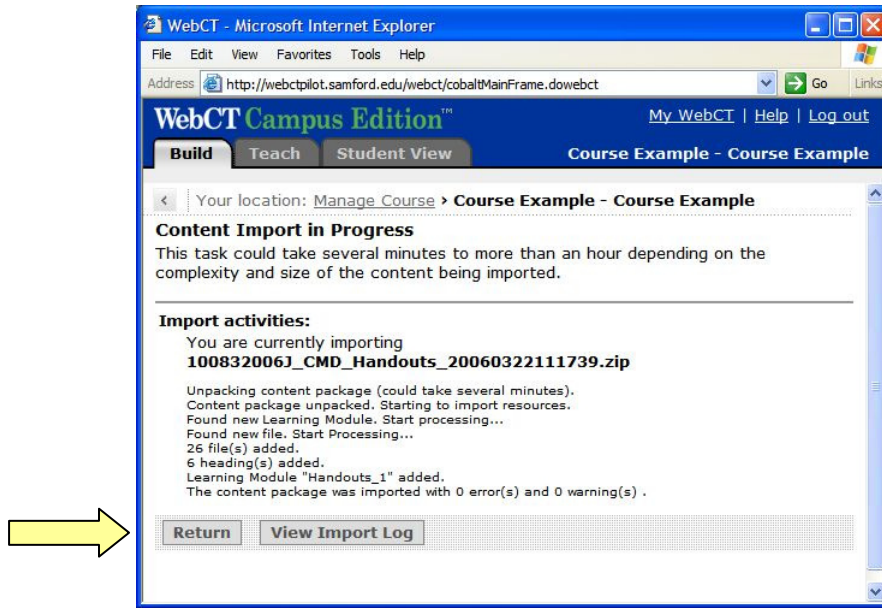 WebCT - Microsoft Internet Explorer
File Edit View Favorites Tools Help
Address http://webctpilot.samford.edu/webct/cobaltMainFrame.dowebct Go Links
WebCT Campus Edition™ My WebCT | Help | Log out
Build Teach Student View Course Example - Course Example
< Your location: Manage Course › Course Example - Course Example
Content Import in Progress
This task could take several minutes to more than an hour depending on the
complexity and size of the content being imported.
Import activities:
You are currently importing
100832006J_CMD_Handouts_20060322111739.zip
Unpacking content package (could take several minutes).
Content package unpacked. Starting to import resources.
Found new Learning Module. Start processing...
Found new file. Start Processing...
26 file(s) added.
6 heading(s) added.
Learning Module "Handouts_1" added.
The content package was imported with 0 error(s) and 0 warning(s) .
Return View Import Log